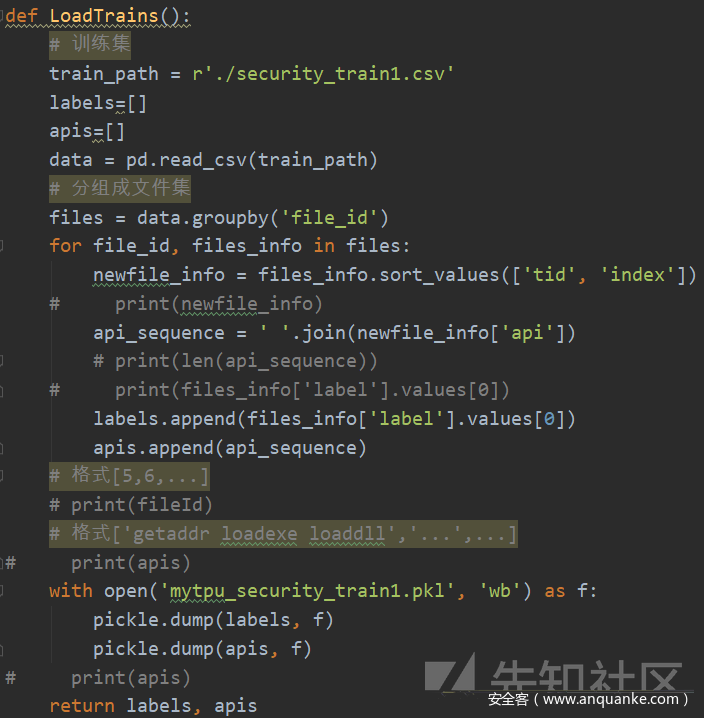 def LoadTrains():
    # 训练集
    train_path = r'./security_train1.csv'
    labels=[]
    apis=[]
    data = pd.read_csv(train_path)
    # 分组成文件集
    files = data.groupby('file_id')
    for file_id, files_info in files:
        newfile_info = files_info.sort_values(['tid', 'index'])
    #     print(newfile_info)
        api_sequence = ' '.join(newfile_info['api'])
        # print(len(api_sequence))
    #     print(files_info['label'].values[0])
        labels.append(files_info['label'].values[0])
        apis.append(api_sequence)
    # 格式[5,6,...]
    # print(fileId)
    # 格式['getaddr loadexe loaddll','...',...]
#     print(apis)
    with open('mytpu_security_train1.pkl', 'wb') as f:
        pickle.dump(labels, f)
        pickle.dump(apis, f)
#     print(apis)
    return labels, apis
先知社区
安全客（www.anquanke.com）